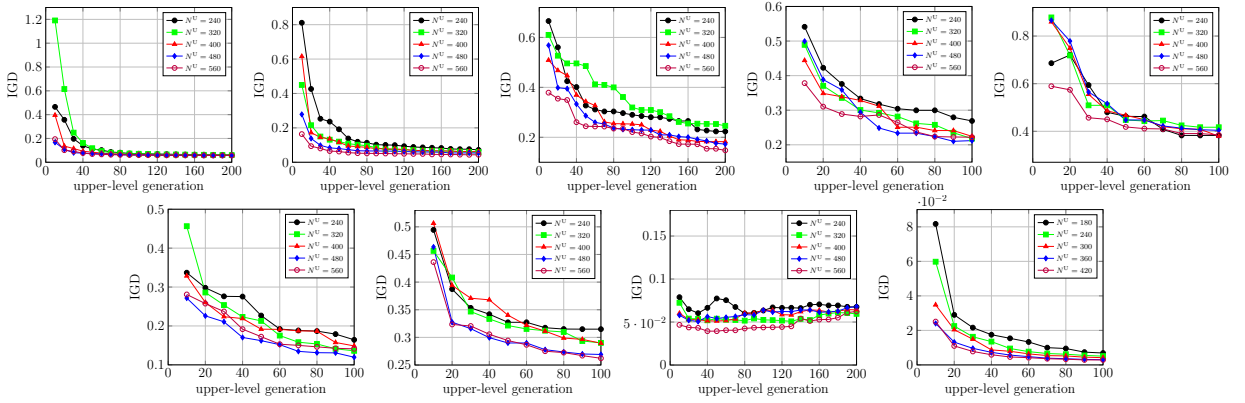 IGD
1.2
1
0.8
0.6
0.4
0.2
0
0 40 80 120 160 200
upper-level generation
N^U = 240
N^U = 320
N^U = 400
N^U = 480
N^U = 560
IGD
0.8
0.6
0.4
0.2
0
0 40 80 120 160 200
upper-level generation
N^U = 240
N^U = 320
N^U = 400
N^U = 480
N^U = 560
IGD
0.6
0.4
0.2
0 40 80 120 160 200
upper-level generation
N^U = 240
N^U = 320
N^U = 400
N^U = 480
N^U = 560
IGD
0.6
0.5
0.4
0.3
0.2
0 20 40 60 80 100
upper-level generation
N^U = 240
N^U = 320
N^U = 400
N^U = 480
N^U = 560
IGD
0.8
0.6
0.4
0 20 40 60 80 100
upper-level generation
N^U = 240
N^U = 320
N^U = 400
N^U = 480
N^U = 560
IGD
0.5
0.4
0.3
0.2
0.1
0 20 40 60 80 100
upper-level generation
N^U = 240
N^U = 320
N^U = 400
N^U = 480
N^U = 560
IGD
0.5
0.45
0.4
0.35
0.3
0.25
0 20 40 60 80 100
upper-level generation
N^U = 240
N^U = 320
N^U = 400
N^U = 480
N^U = 560
IGD
0.15
0.1
5 · 10^-2
0
0 40 80 120 160 200
upper-level generation
N^U = 240
N^U = 320
N^U = 400
N^U = 480
N^U = 560
·10^-2
IGD
8
6
4
2
0
0 20 40 60 80 100
upper-level generation
N^U = 180
N^U = 240
N^U = 300
N^U = 360
N^U = 420